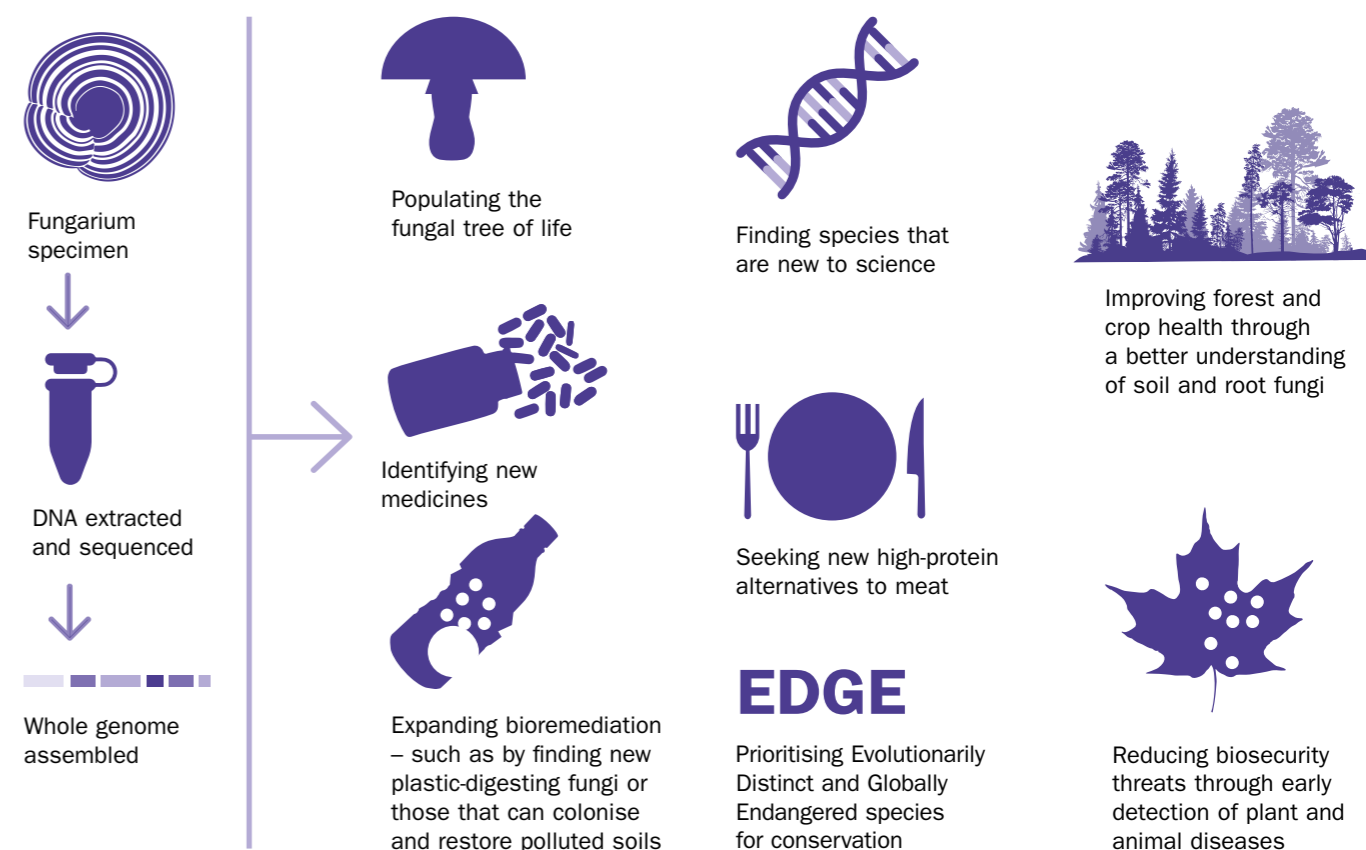 Fungarium
specimen
DNA extracted
and sequenced
Whole genome
assembled
Populating the
fungal tree of life
Identifying new
medicines
Expanding bioremediation
– such as by finding new
plastic-digesting fungi or
those that can colonise
and restore polluted soils
Finding species that
are new to science
Seeking new high-protein
alternatives to meat
EDGE
Prioritising Evolutionarily
Distinct and Globally
Endangered species
for conservation
Improving forest and
crop health through
a better understanding
of soil and root fungi
Reducing biosecurity
threats through early
detection of plant and
animal diseases